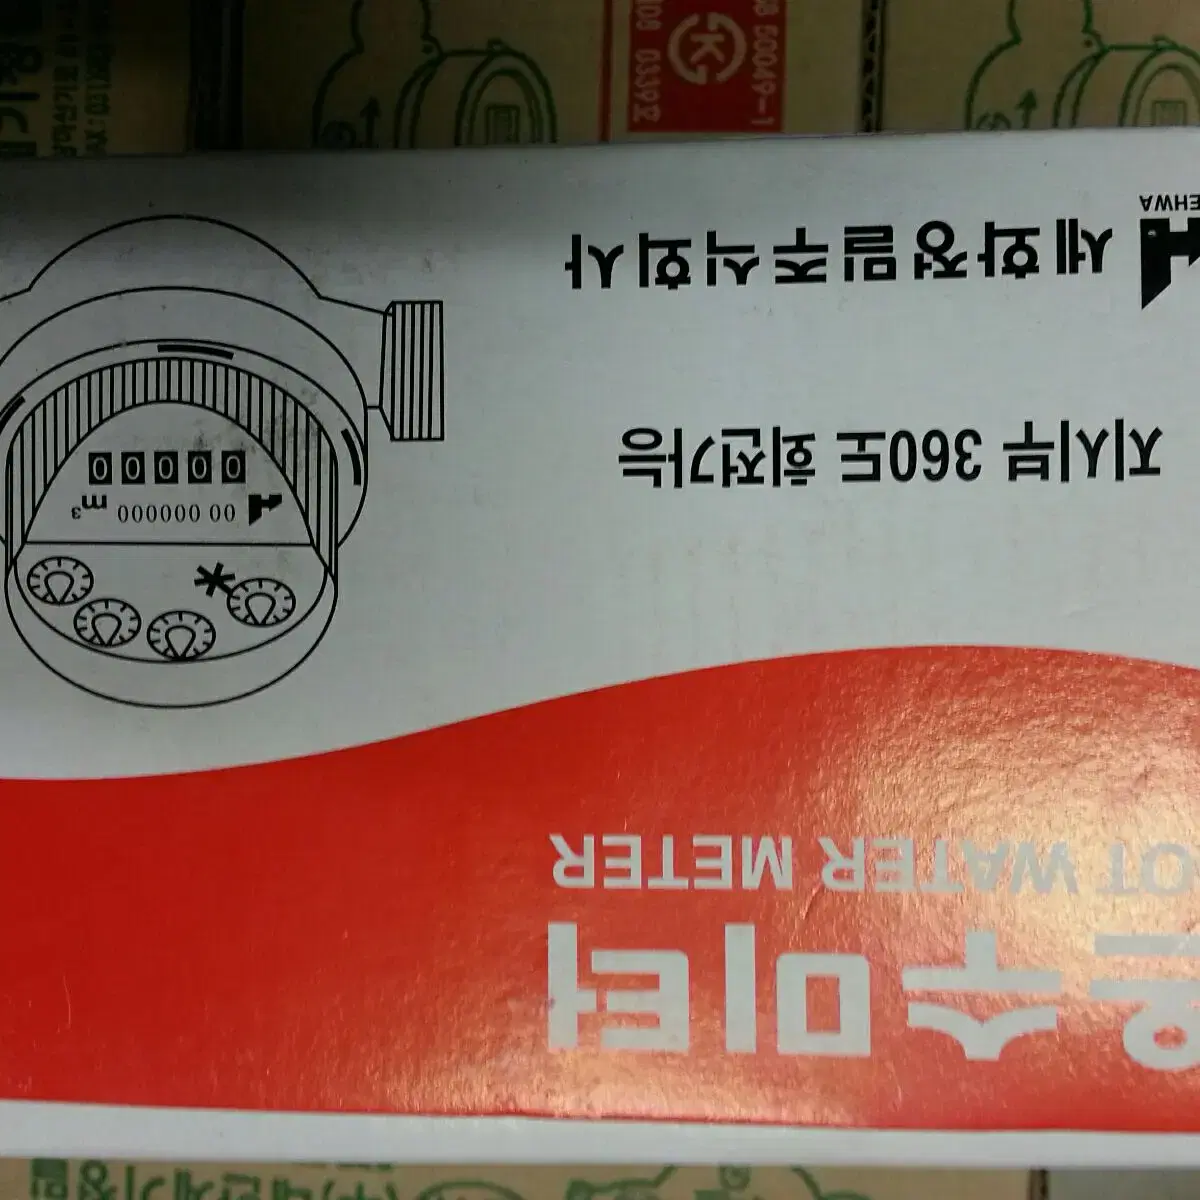 온수미터
OT WATER METER
지시부 360도 회전가능
00 000000 m³
00000
세화정밀주식회사
EHWA